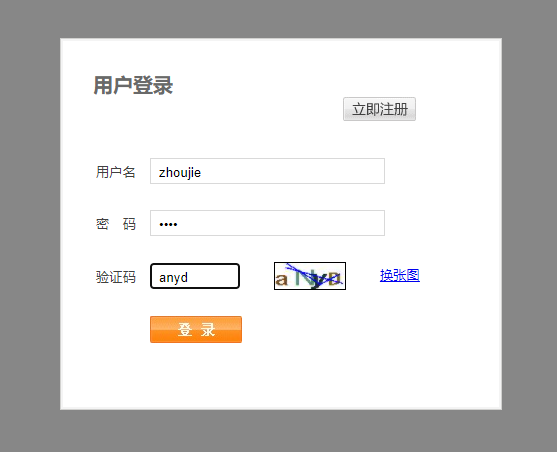 用户登录
立即注册
用户名 zhoujie
密 码 ••••
验证码 anyd aNyD 换张图
登 录